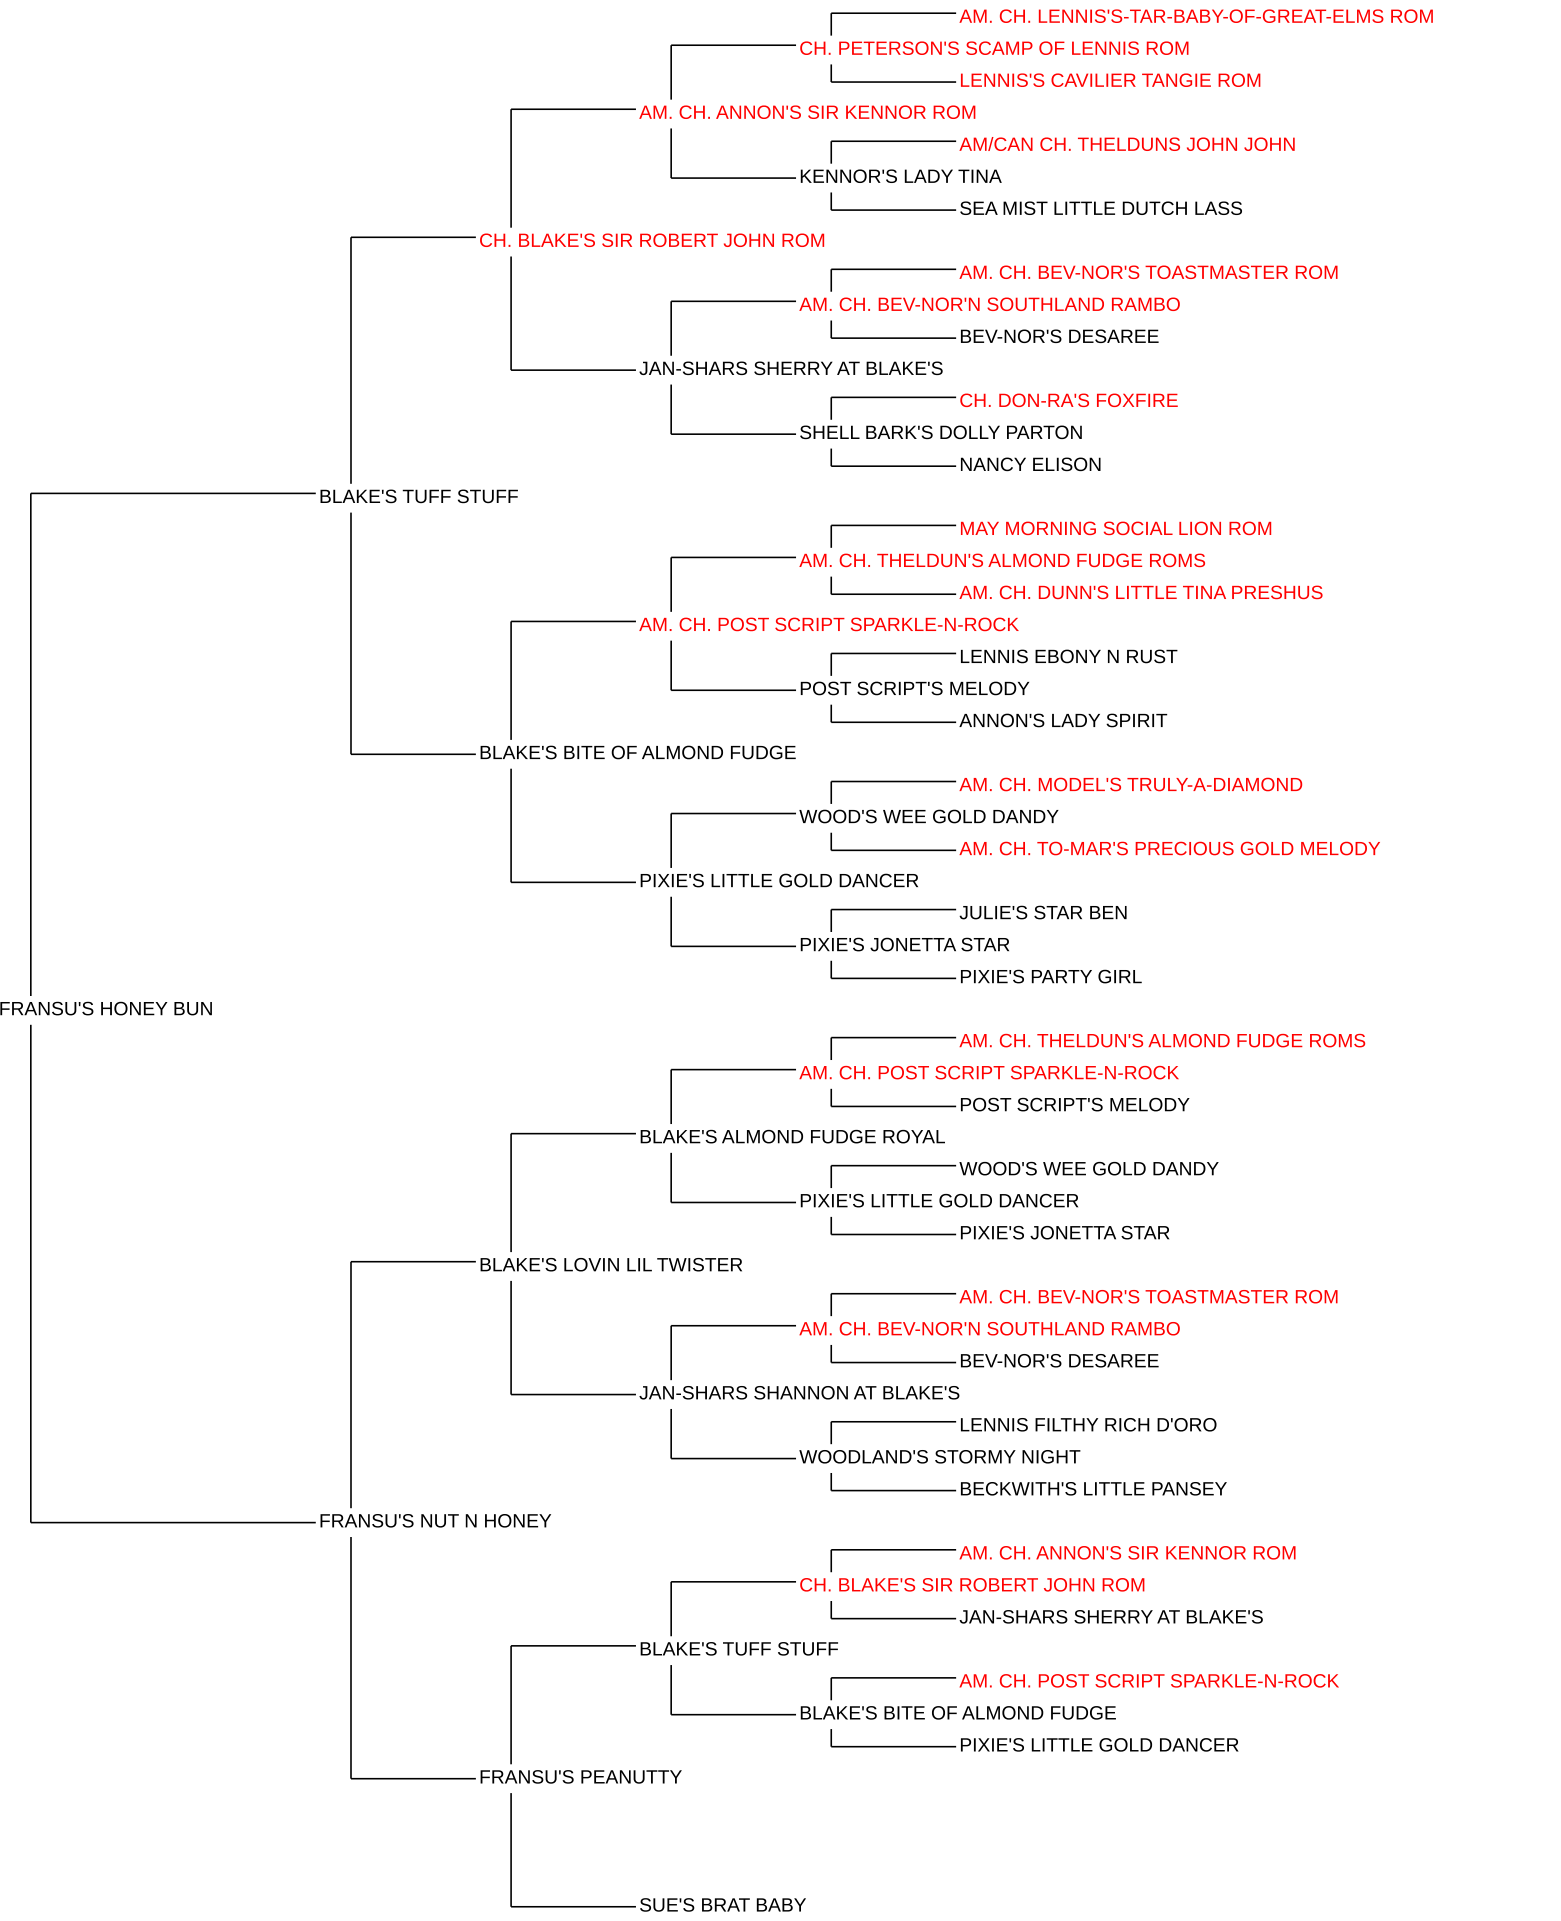 AM. CH. LENNIS'S-TAR-BABY-OF-GREAT-ELMS ROM
CH. PETERSON'S SCAMP OF LENNIS ROM
LENNIS'S CAVILIER TANGIE ROM
AM. CH. ANNON'S SIR KENNOR ROM
AM/CAN CH. THELDUNS JOHN JOHN
KENNOR'S LADY TINA
SEA MIST LITTLE DUTCH LASS
CH. BLAKE'S SIR ROBERT JOHN ROM
AM. CH. BEV-NOR'S TOASTMASTER ROM
AM. CH. BEV-NOR'N SOUTHLAND RAMBO
BEV-NOR'S DESAREE
JAN-SHARS SHERRY AT BLAKE'S
CH. DON-RA'S FOXFIRE
SHELL BARK'S DOLLY PARTON
NANCY ELISON
BLAKE'S TUFF STUFF
MAY MORNING SOCIAL LION ROM
AM. CH. THELDUN'S ALMOND FUDGE ROMS
AM. CH. DUNN'S LITTLE TINA PRESHUS
AM. CH. POST SCRIPT SPARKLE-N-ROCK
LENNIS EBONY N RUST
POST SCRIPT'S MELODY
ANNON'S LADY SPIRIT
BLAKE'S BITE OF ALMOND FUDGE
AM. CH. MODEL'S TRULY-A-DIAMOND
WOOD'S WEE GOLD DANDY
AM. CH. TO-MAR'S PRECIOUS GOLD MELODY
PIXIE'S LITTLE GOLD DANCER
JULIE'S STAR BEN
PIXIE'S JONETTA STAR
PIXIE'S PARTY GIRL
FRANSU'S HONEY BUN
AM. CH. THELDUN'S ALMOND FUDGE ROMS
AM. CH. POST SCRIPT SPARKLE-N-ROCK
POST SCRIPT'S MELODY
BLAKE'S ALMOND FUDGE ROYAL
WOOD'S WEE GOLD DANDY
PIXIE'S LITTLE GOLD DANCER
PIXIE'S JONETTA STAR
BLAKE'S LOVIN LIL TWISTER
AM. CH. BEV-NOR'S TOASTMASTER ROM
AM. CH. BEV-NOR'N SOUTHLAND RAMBO
BEV-NOR'S DESAREE
JAN-SHARS SHANNON AT BLAKE'S
LENNIS FILTHY RICH D'ORO
WOODLAND'S STORMY NIGHT
BECKWITH'S LITTLE PANSEY
FRANSU'S NUT N HONEY
AM. CH. ANNON'S SIR KENNOR ROM
CH. BLAKE'S SIR ROBERT JOHN ROM
JAN-SHARS SHERRY AT BLAKE'S
BLAKE'S TUFF STUFF
AM. CH. POST SCRIPT SPARKLE-N-ROCK
BLAKE'S BITE OF ALMOND FUDGE
PIXIE'S LITTLE GOLD DANCER
FRANSU'S PEANUTTY
SUE'S BRAT BABY